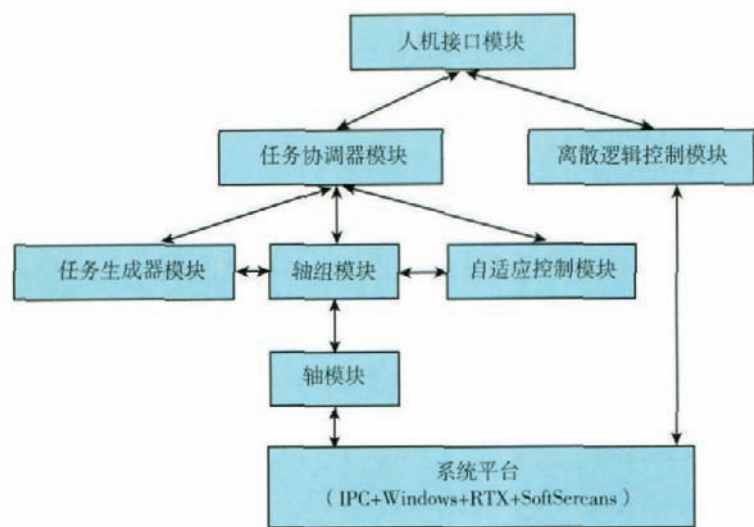 人机接口模块
任务协调器模块
离散逻辑控制模块
任务生成器模块
轴组模块
自适应控制模块
轴模块
系统平台
（ IPC+Windows+RTX+SoftSercans ）